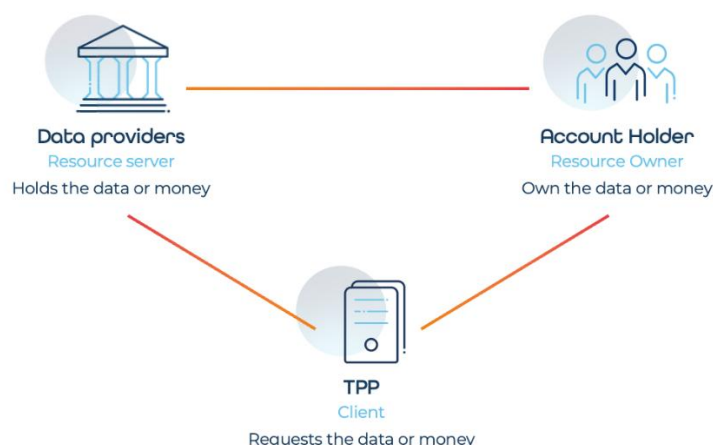 Data providers
Resource server
Holds the data or money
Account Holder
Resource Owner
Own the data or money
TPP
Client
Requests the data or money